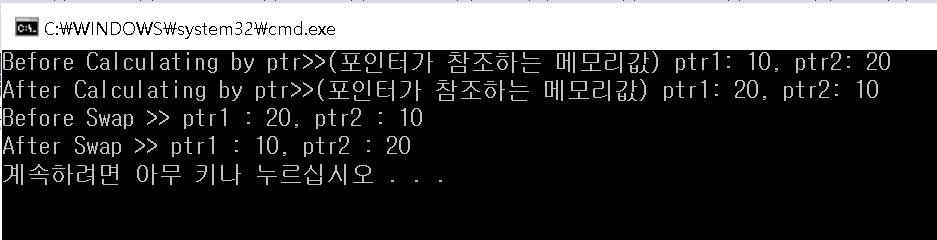 C:₩WINDOWS₩system32₩cmd.exe
Before Calculating by ptr>>(포인터가 참조하는 메모리값) ptr1: 10, ptr2: 20
After Calculating by ptr>>(포인터가 참조하는 메모리값) ptr1: 20, ptr2: 10
Before Swap >> ptr1 : 20, ptr2 : 10
After Swap >> ptr1 : 10, ptr2 : 20
계속하려면 아무 키나 누르십시오 . . .